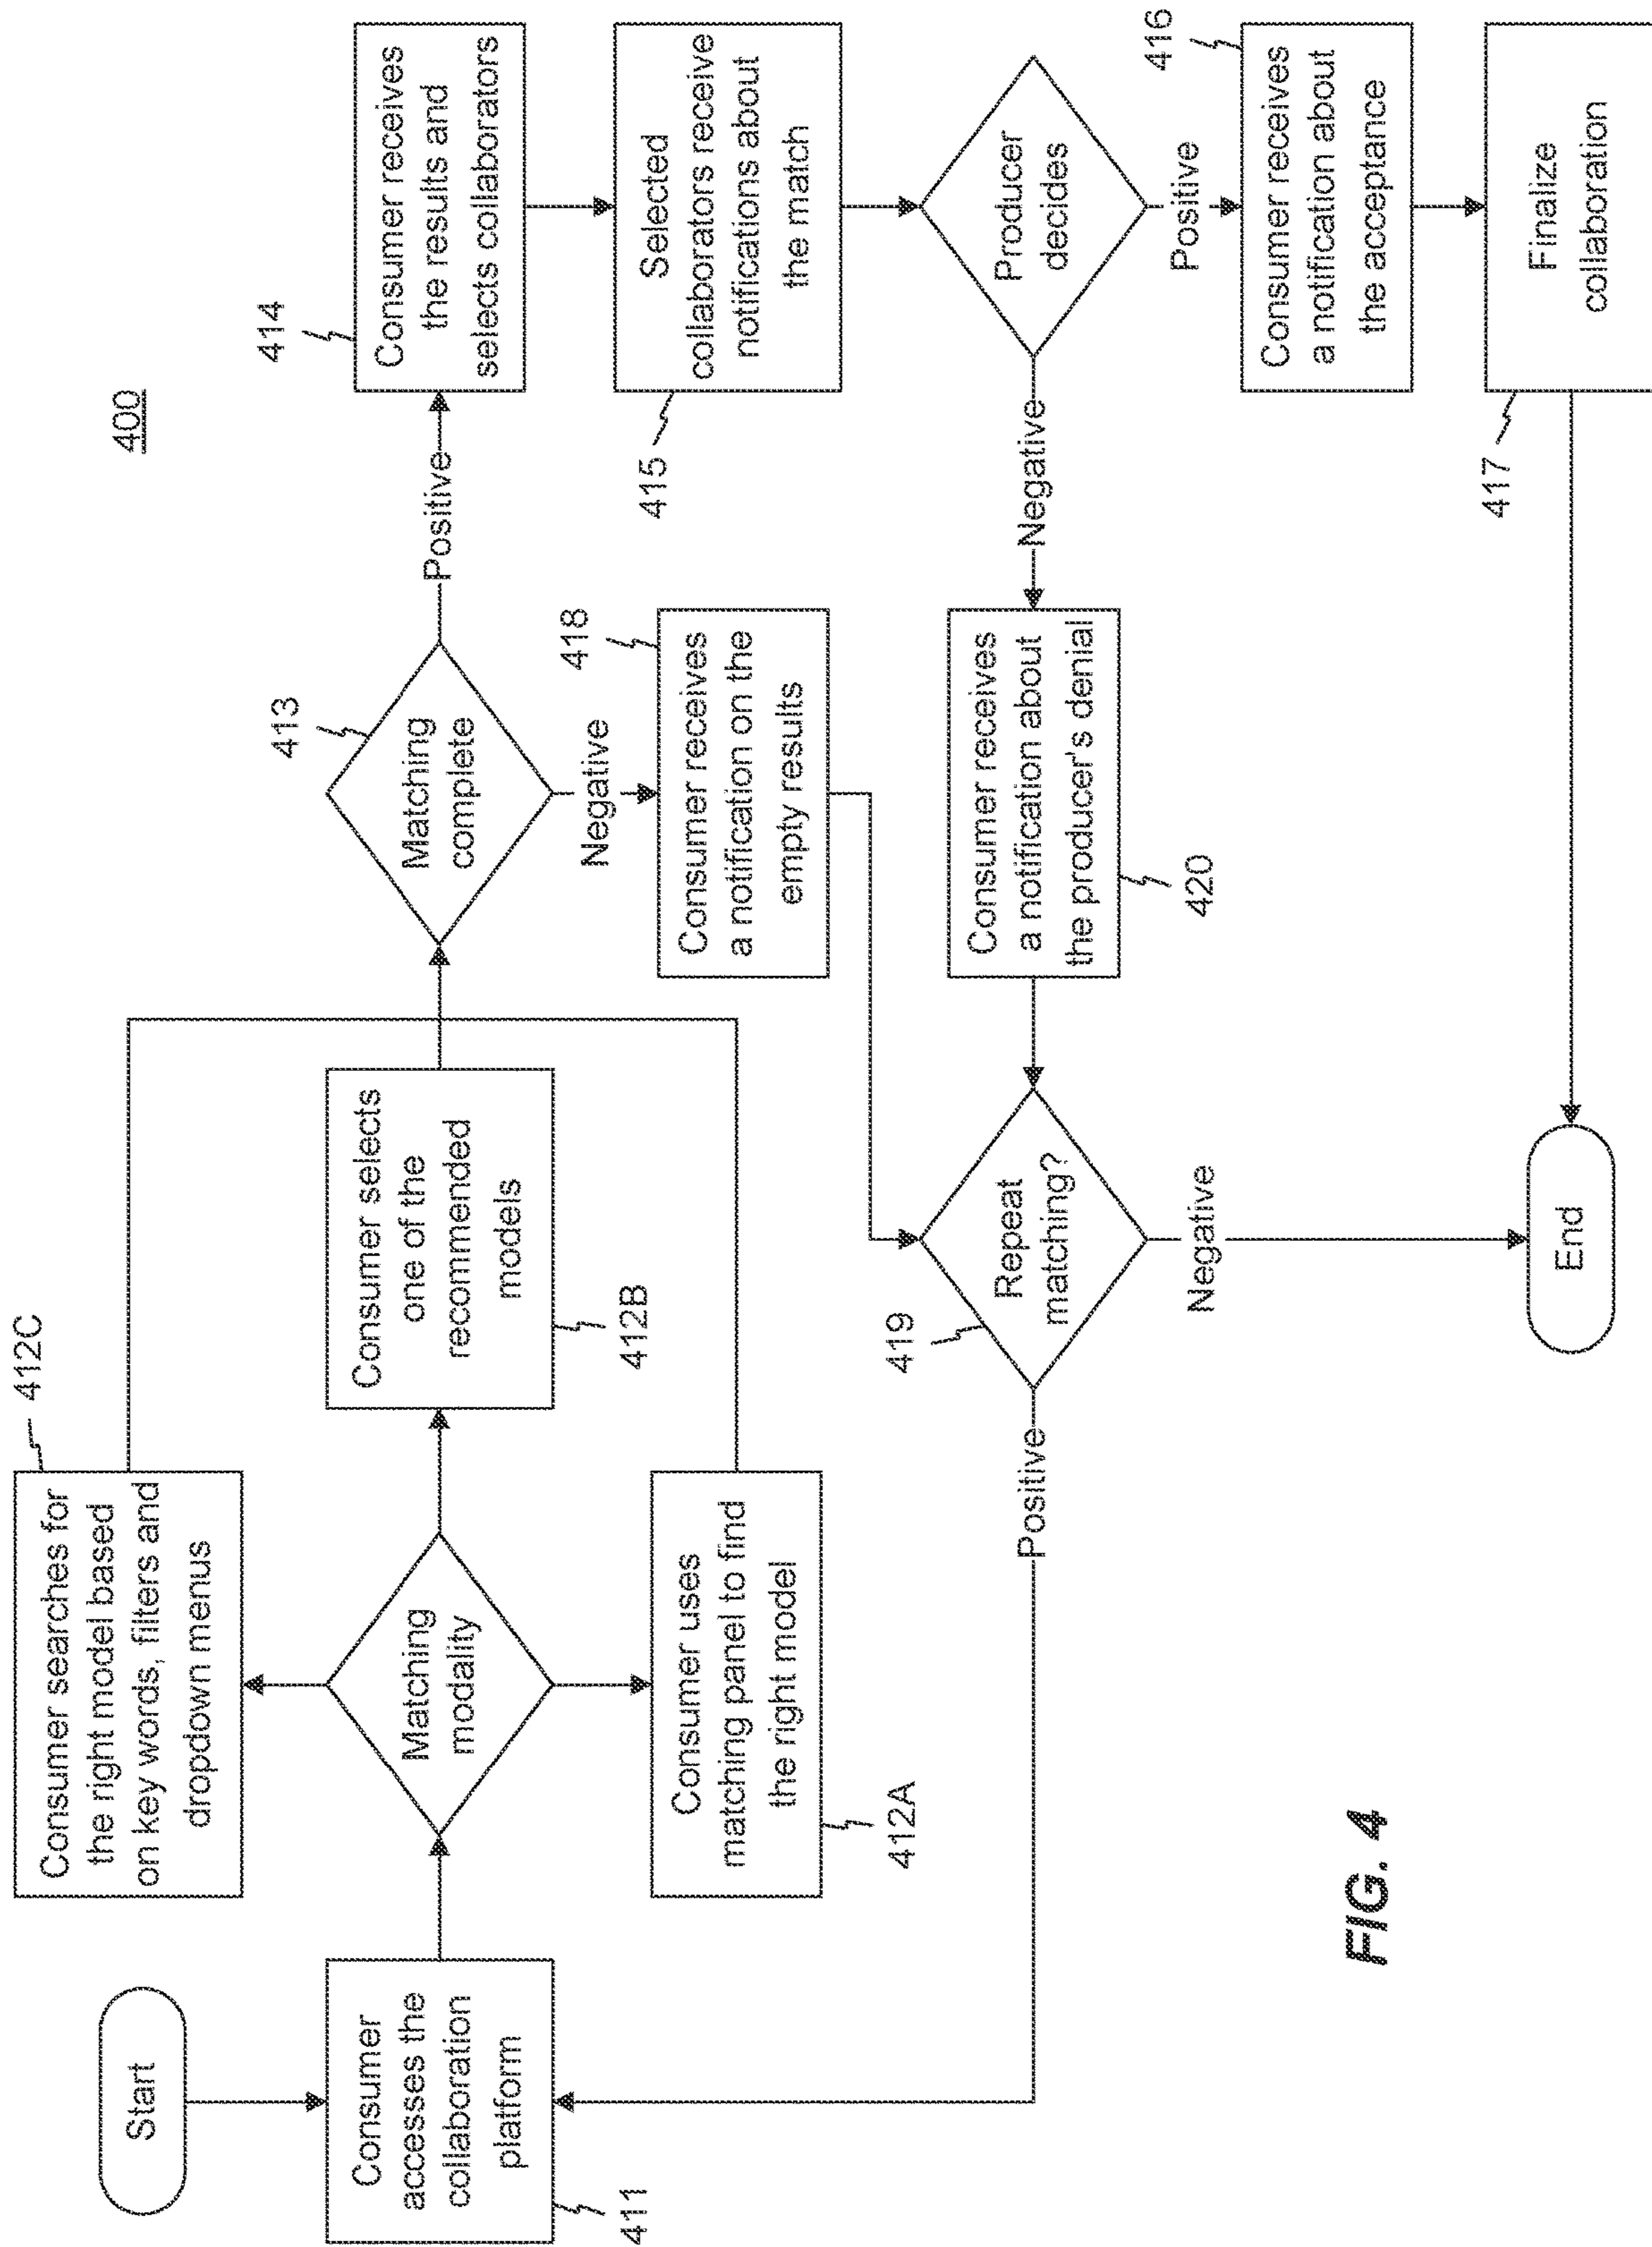 400
Start
Consumer
accesses the
collaboration
platform
411
Matching
modality
412C
Consumer searches for
the right model based
on key words, filters and
dropdown menus
Consumer selects
one of the
recommended
models
412B
Consumer uses
matching panel to find
the right model
412A
413
Matching
complete
Positive
414
Consumer receives
the results and
selects collaborators
Negative
418
Consumer receives
a notification on the
empty results
415
Selected
collaborators receive
notifications about
the match
Producer
decides
Negative
Consumer receives
a notification about
the producer's denial
420
419
Repeat
matching?
Positive
Negative
Positive
416
Consumer receives
a notification about
the acceptance
417
Finalize
collaboration
End
FIG. 4